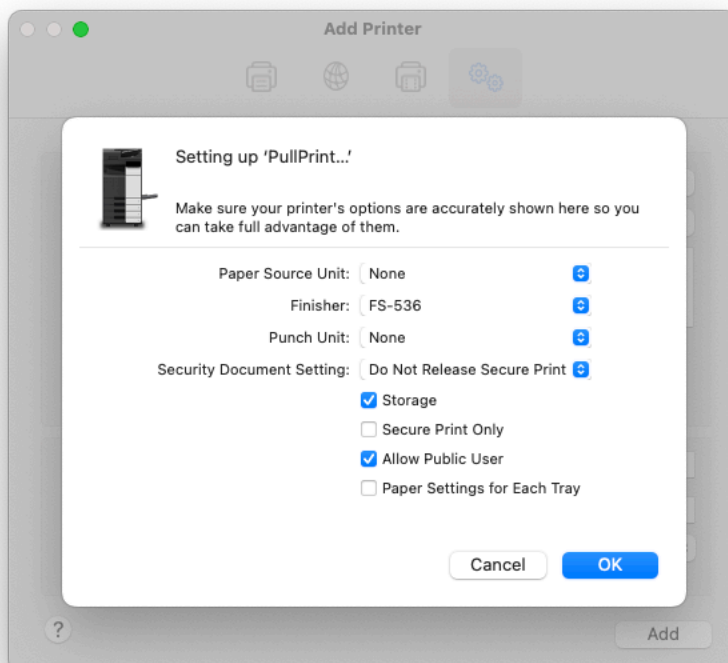 Add Printer
Setting up ‘PullPrint...’
Make sure your printer's options are accurately shown here so you
can take full advantage of them.
Paper Source Unit: None
Finisher: FS-536
Punch Unit: None
Security Document Setting: Do Not Release Secure Print
Storage
Secure Print Only
Allow Public User
Paper Settings for Each Tray
Cancel OK
? Add